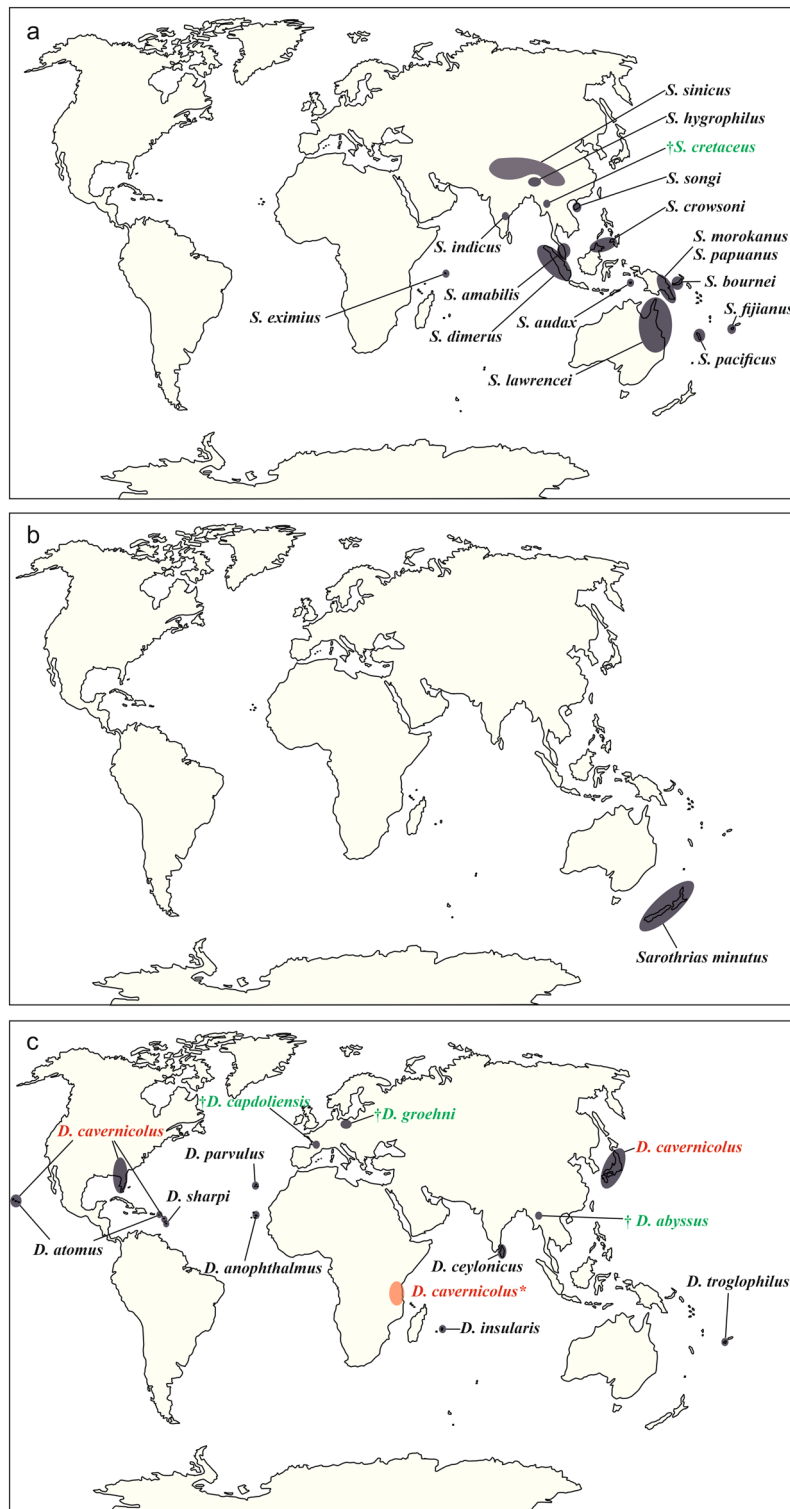 a
S. sinicus
S. hygrophilus
†S. cretaceus
S. songi
S. crowsoni
S. indicus
S. morokanus
S. papuanus
S. bournei
S. amabilis
S. fijianus
S. eximius
S. audax
S. dimerus
S. pacificus
S. lawrencei
b
Sarothrias minutus
c
†D. capdoliensis
†D. groehni
D. cavernicolus
D. cavernicolus
D. parvulus
D. sharpi
† D. abyssus
D. atomus
D. anophthalmus
D. ceylonicus
D. cavernicolus*
D. troglophilus
D. insularis